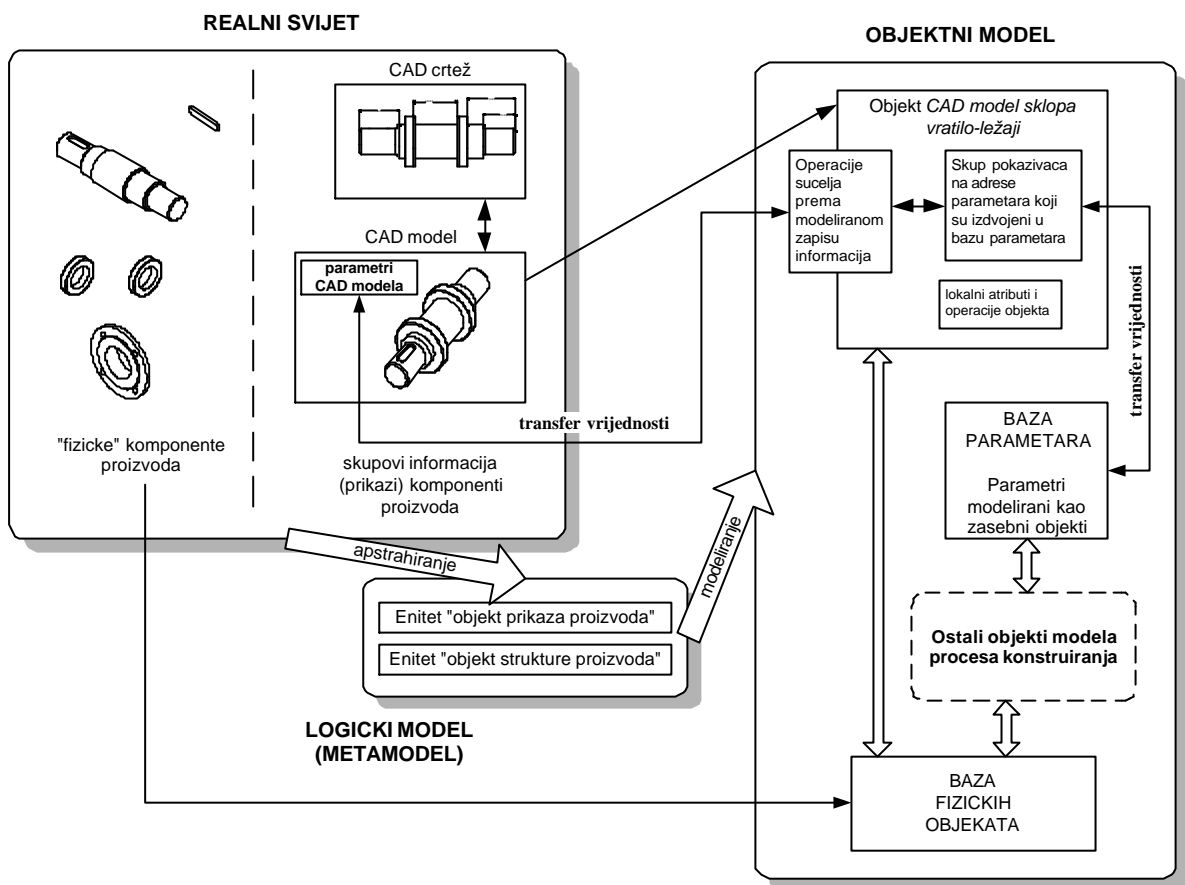 REALNI SVIJET
CAD crtež
CAD model
parametri
CAD modela
"fizicke" komponente
proizvoda
skupovi informacija
(prikazi) komponenti
proizvoda
transfer vrijednosti
apstrahiranje
modeliranje
Enitet "objekt prikaza proizvoda"
Enitet "objekt strukture proizvoda"
LOGICKI MODEL
(METAMODEL)
OBJEKTNI MODEL
Objekt CAD model sklopa
vratilo-ležaji
Operacije
sucelja
prema
modeliranom
zapisu
informacija
Skup pokazivaca
na adrese
parametara koji
su izdvojeni u
bazu parametara
lokalni atributi i
operacije objekta
transfer vrijednosti
BAZA
PARAMETARA
Parametri
modelirani kao
zasebni objekti
Ostali objekti modela
procesa konstruiranja
BAZA
FIZICKIH
OBJEKATA